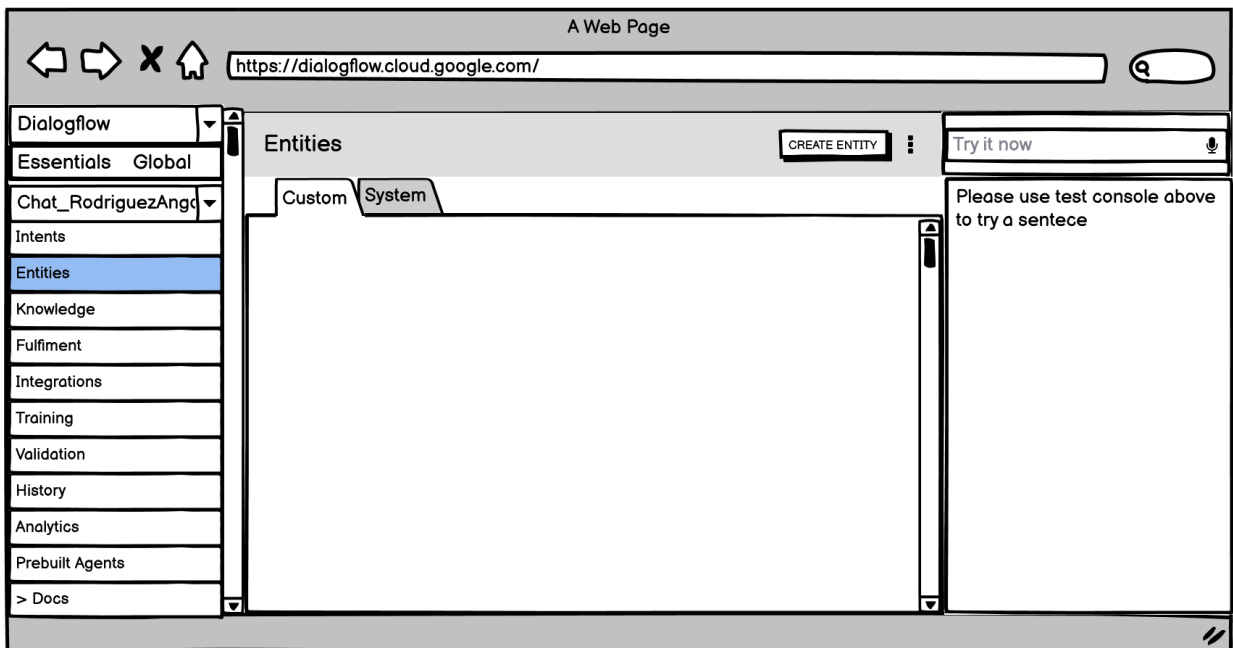 A Web Page
https://dialogflow.cloud.google.com/
Dialogflow
Essentials Global
Chat_RodriguezAngc
Intents
Entities
Knowledge
Fulfiment
Integrations
Training
Validation
History
Analytics
Prebuilt Agents
> Docs
Entities
CREATE ENTITY
Custom
System
Try it now
Please use test console above
to try a sentece